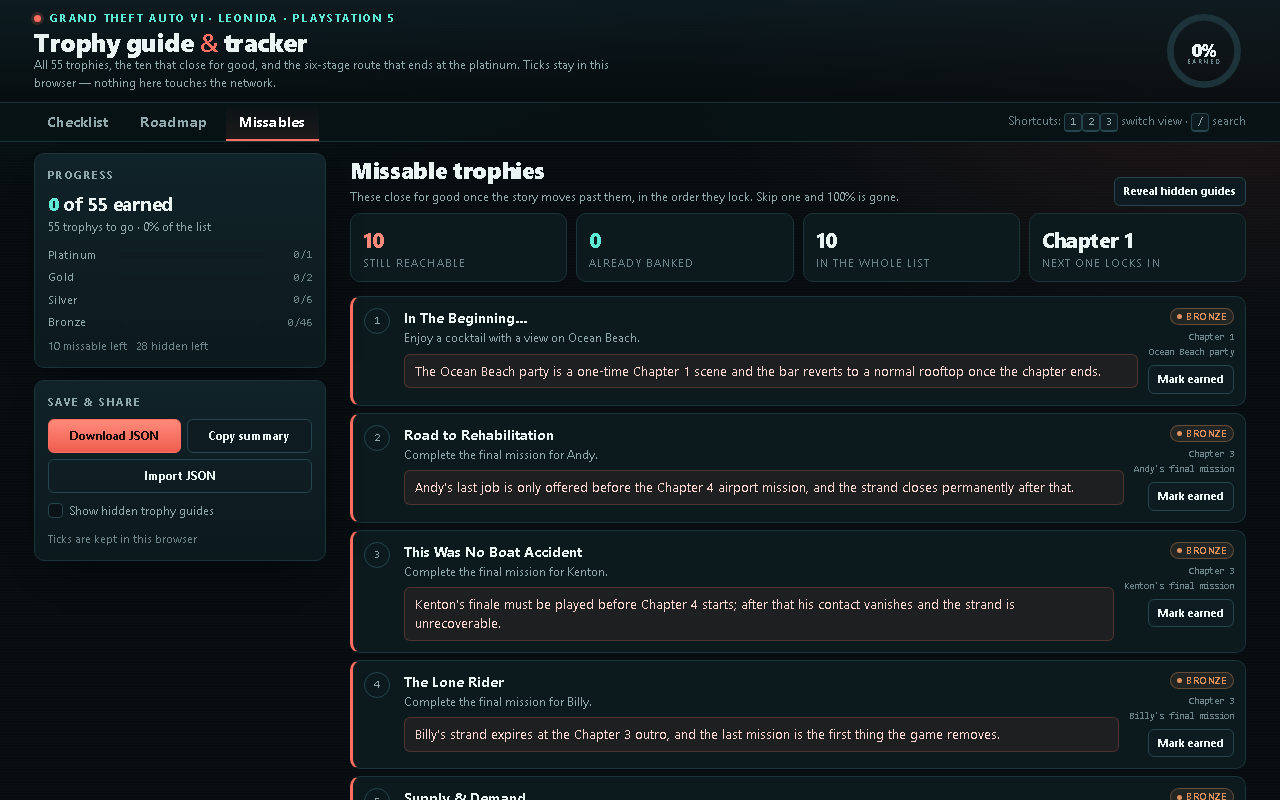 GRAND THEFT AUTO VI · LEONIDA · PLAYSTATION 5
Trophy guide & tracker
All 55 trophies, the ten that close for good, and the six-stage route that ends at the platinum. Ticks stay in this
browser — nothing here touches the network.
0%
EARNED
Checklist
Roadmap
Missables
Shortcuts: 1 2 3 switch view · / search
PROGRESS
0 of 55 earned
55 trophys to go · 0% of the list
Platinum 0/1
Gold 0/2
Silver 0/6
Bronze 0/46
10 missable left 28 hidden left
SAVE & SHARE
Download JSON
Copy summary
Import JSON
Show hidden trophy guides
Ticks are kept in this browser
Missable trophies
These close for good once the story moves past them, in the order they lock. Skip one and 100% is gone.
Reveal hidden guides
10
STILL REACHABLE
0
ALREADY BANKED
10
IN THE WHOLE LIST
Chapter 1
NEXT ONE LOCKS IN
1
In The Beginning...
Enjoy a cocktail with a view on Ocean Beach.
The Ocean Beach party is a one-time Chapter 1 scene and the bar reverts to a normal rooftop once the chapter ends.
BRONZE
Chapter 1
Ocean Beach party
Mark earned
2
Road to Rehabilitation
Complete the final mission for Andy.
Andy's last job is only offered before the Chapter 4 airport mission, and the strand closes permanently after that.
BRONZE
Chapter 3
Andy's final mission
Mark earned
3
This Was No Boat Accident
Complete the final mission for Kenton.
Kenton's finale must be played before Chapter 4 starts; after that his contact vanishes and the strand is
unrecoverable.
BRONZE
Chapter 3
Kenton's final mission
Mark earned
4
The Lone Rider
Complete the final mission for Billy.
Billy's strand expires at the Chapter 3 outro, and the last mission is the first thing the game removes.
BRONZE
Chapter 3
Billy's final mission
Mark earned
Supply & Demand
BRONZE